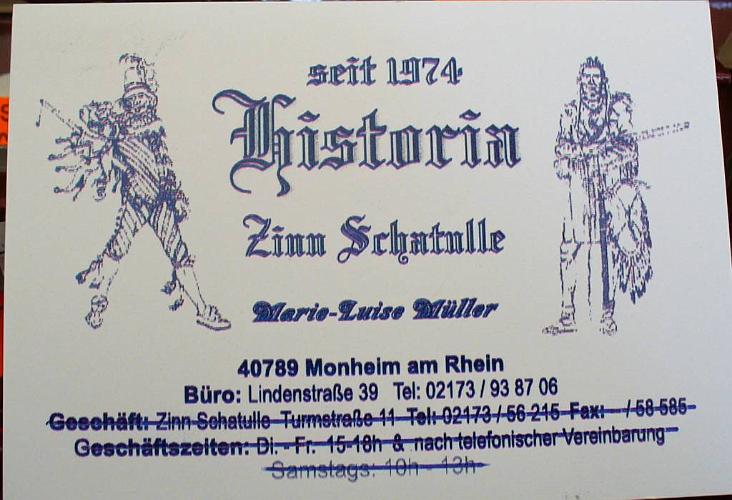 seit 1974
Historia
Zinn Schatulle
Marie-Luise Müller
40789 Monheim am Rhein
Büro: Lindenstraße 39 Tel: 02173 / 93 87 06
Geschäft: Zinn Schatulle Turmstraße 11 Tel: 02173 / 56 215 Fax: - / 58 585
Geschäftszeiten: Di. - Fr. 15-18h & nach telefonischer Vereinbarung
Samstags: 10h - 13h